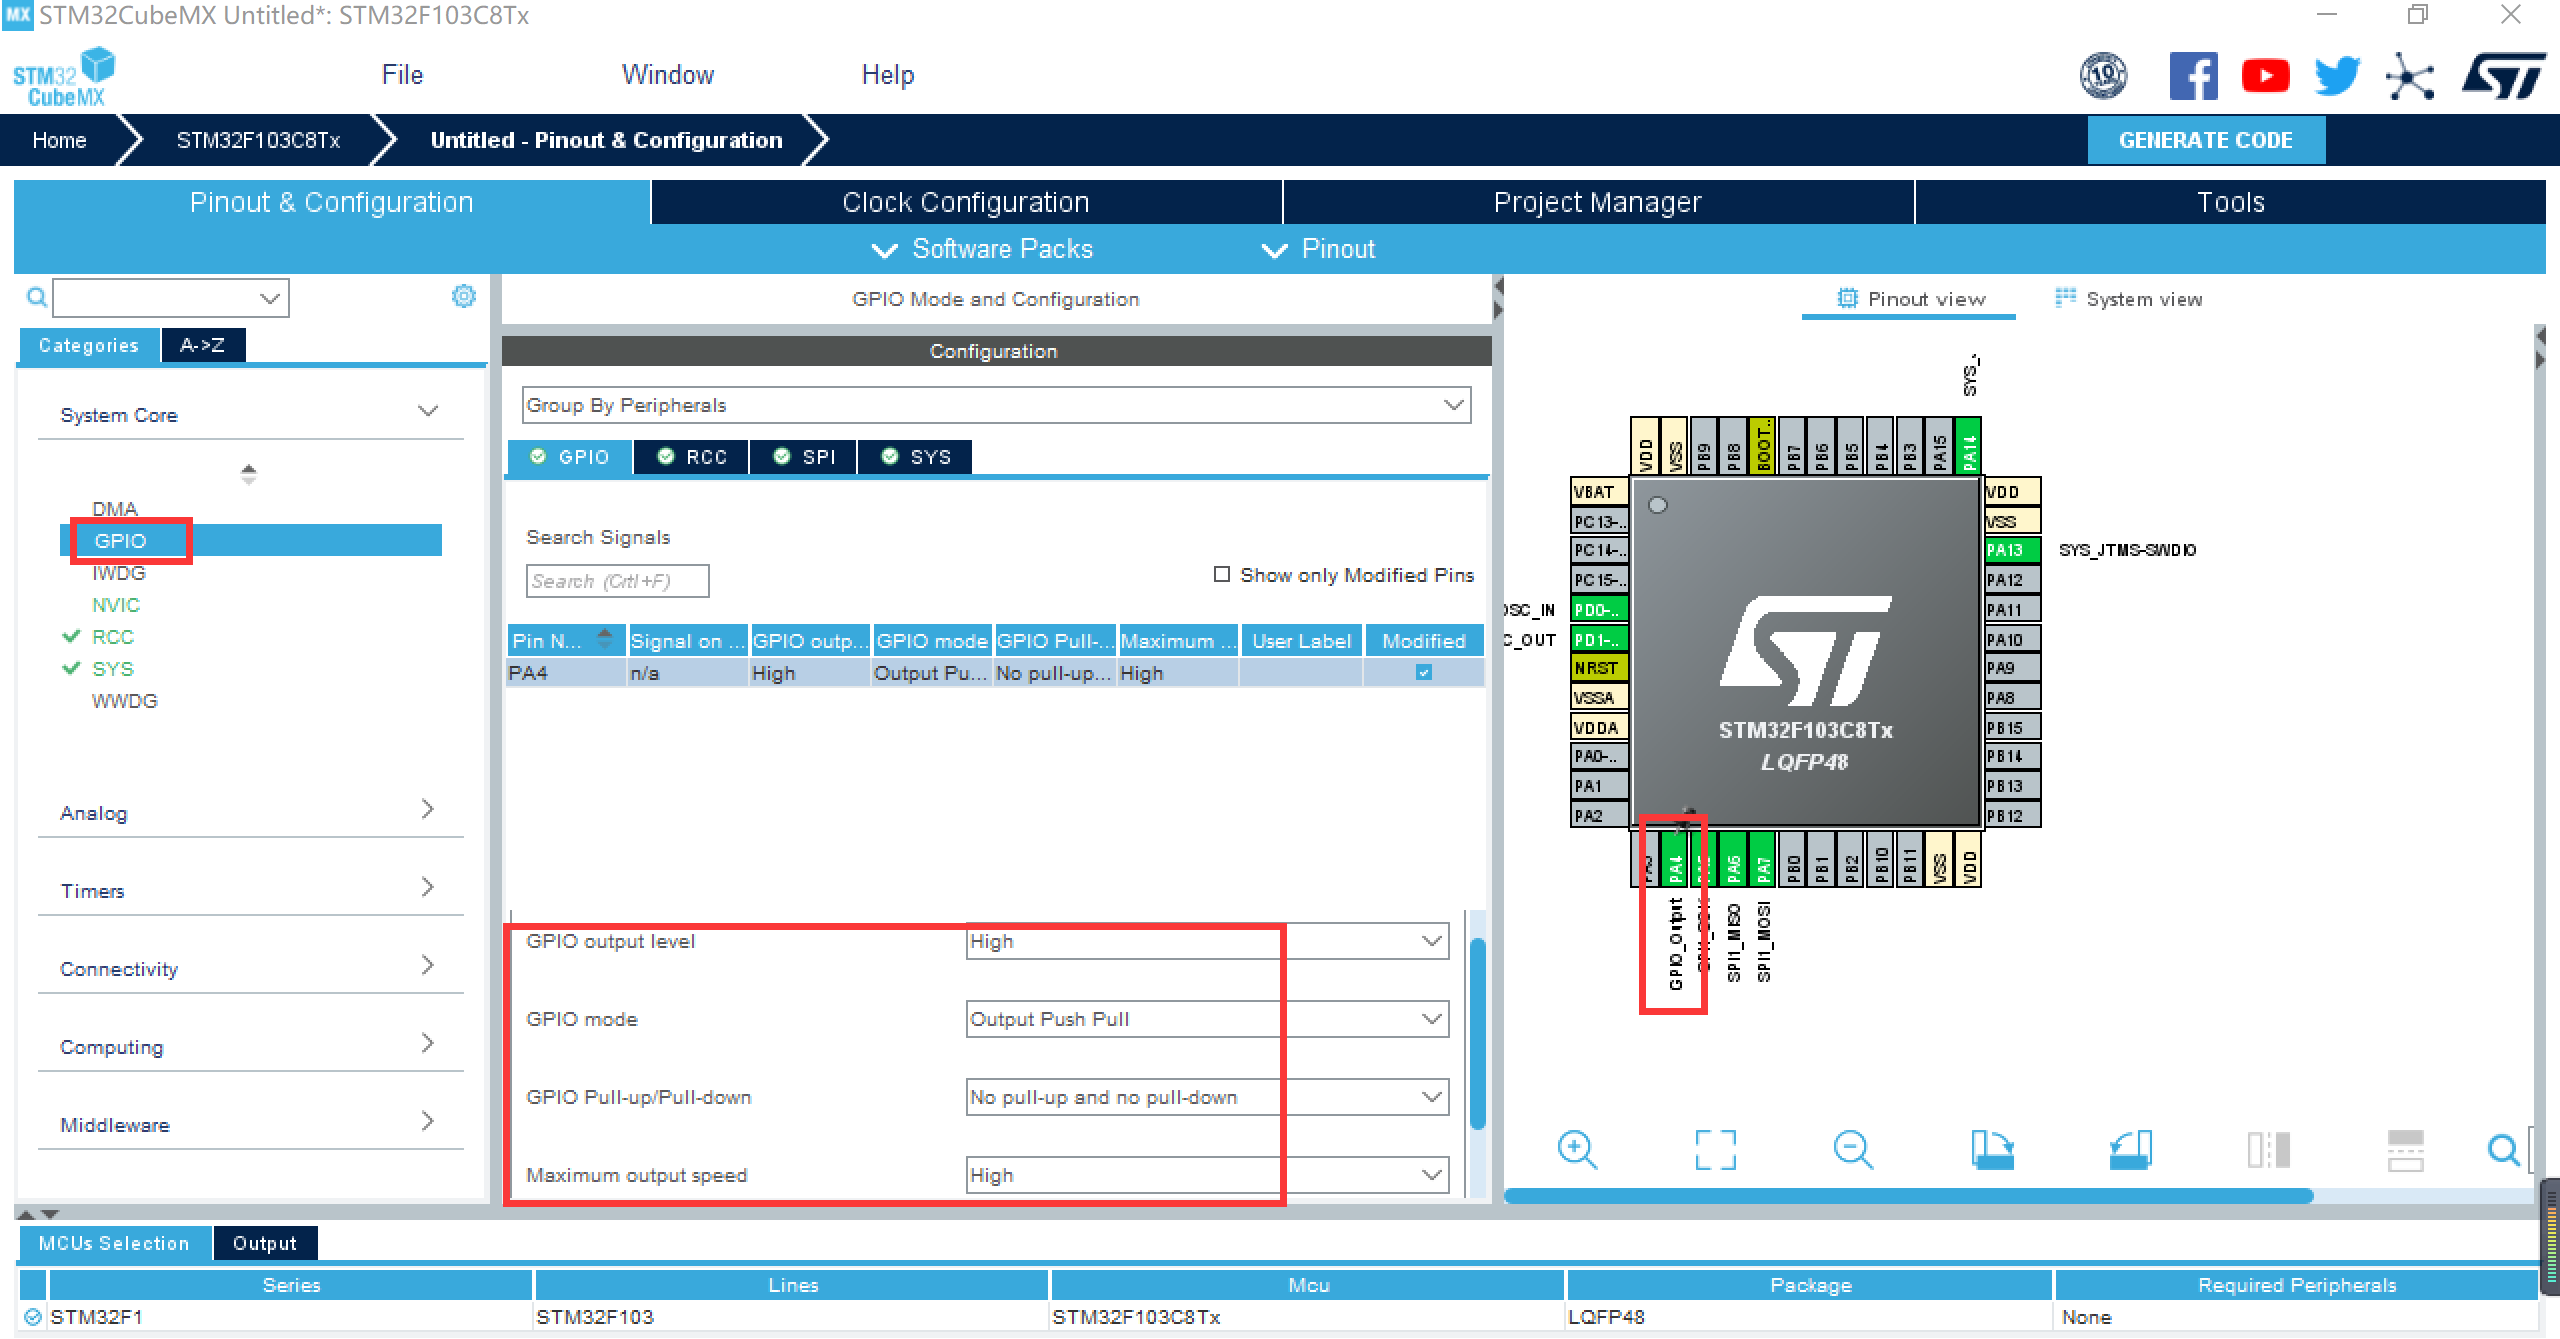 MX STM32CubeMX Untitled*: STM32F103C8Tx
STM32 CubeMX
File Window Help
10
ST
Home STM32F103C8Tx Untitled - Pinout & Configuration GENERATE CODE
Pinout & Configuration Clock Configuration Project Manager Tools
Software Packs Pinout
GPIO Mode and Configuration
Pinout view System view
Categories A->Z
Configuration
System Core
Group By Peripherals
GPIO RCC SPI SYS
DMA
GPIO
IWDG
NVIC
RCC
SYS
WWDG
Search Signals
Search (Crtl+F)
Show only Modified Pins
Pin N... Signal on ... GPIO outp... GPIO mode GPIO Pull-... Maximum ... User Label Modified
PA4 n/a High Output Pu... No pull-up... High
Analog
Timers
Connectivity
Computing
Middleware
GPIO output level High
GPIO mode Output Push Pull
GPIO Pull-up/Pull-down No pull-up and no pull-down
Maximum output speed High
SYS_.
VDD VSS PB9 PB8 BOOT.. PB7 PB6 PB5 PB4 PB3 PA15 PA14
VBAT
PC13-..
PC14-..
PC15-..
OSC_IN PD0-..
C_OUT PD1-..
NRST
VSSA
VDDA
PA0-..
PA1
PA2
STM32F103C8Tx
LQFP48
VDD
VSS
PA13 SYS_JTMS-SWDIO
PA12
PA11
PA10
PA9
PA8
PB15
PB14
PB13
PB12
PA4 PA6 PA7 PB0 PB1 PB2 PB10 PB11 VSS VDD
GPIO_Output SPI1_MISO SPI1_MOSI
MCUs Selection Output
Series Lines Mcu Package Required Peripherals
STM32F1 STM32F103 STM32F103C8Tx LQFP48 None